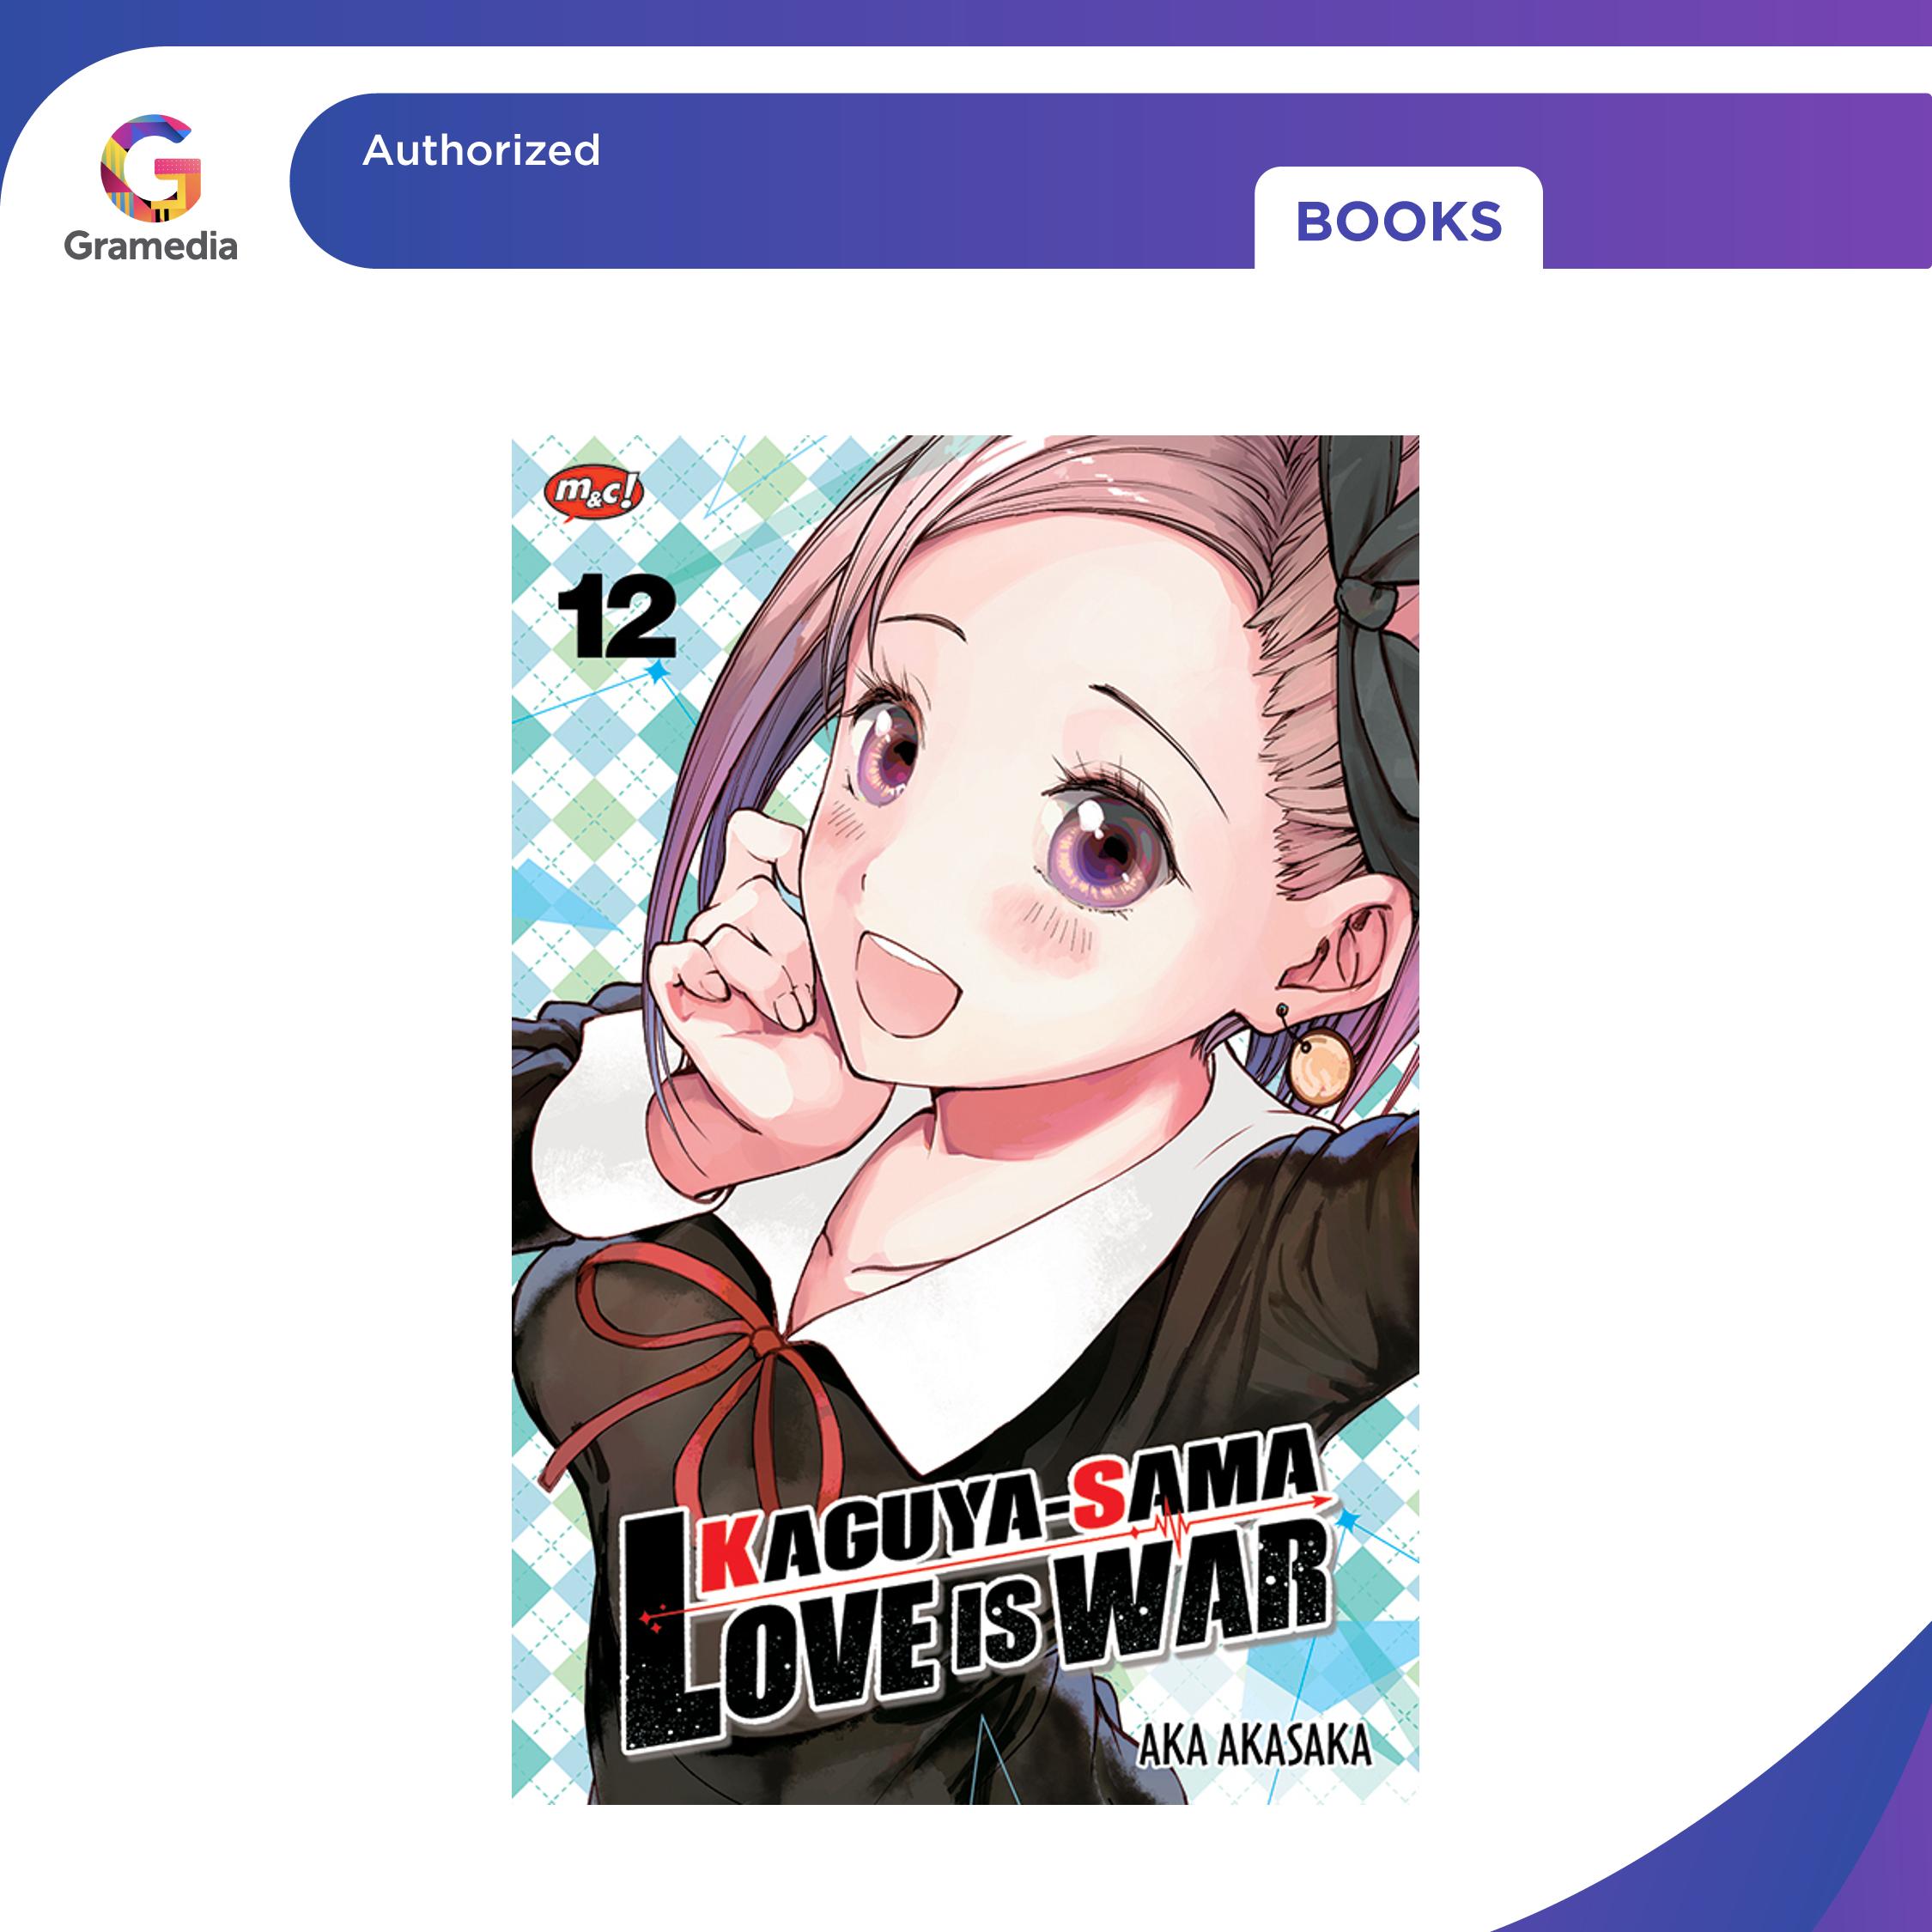 Authorized
Gramedia
BOOKS
m&c!
12
KAGUYA-SAMA
LOVE IS WAR
AKA AKASAKA